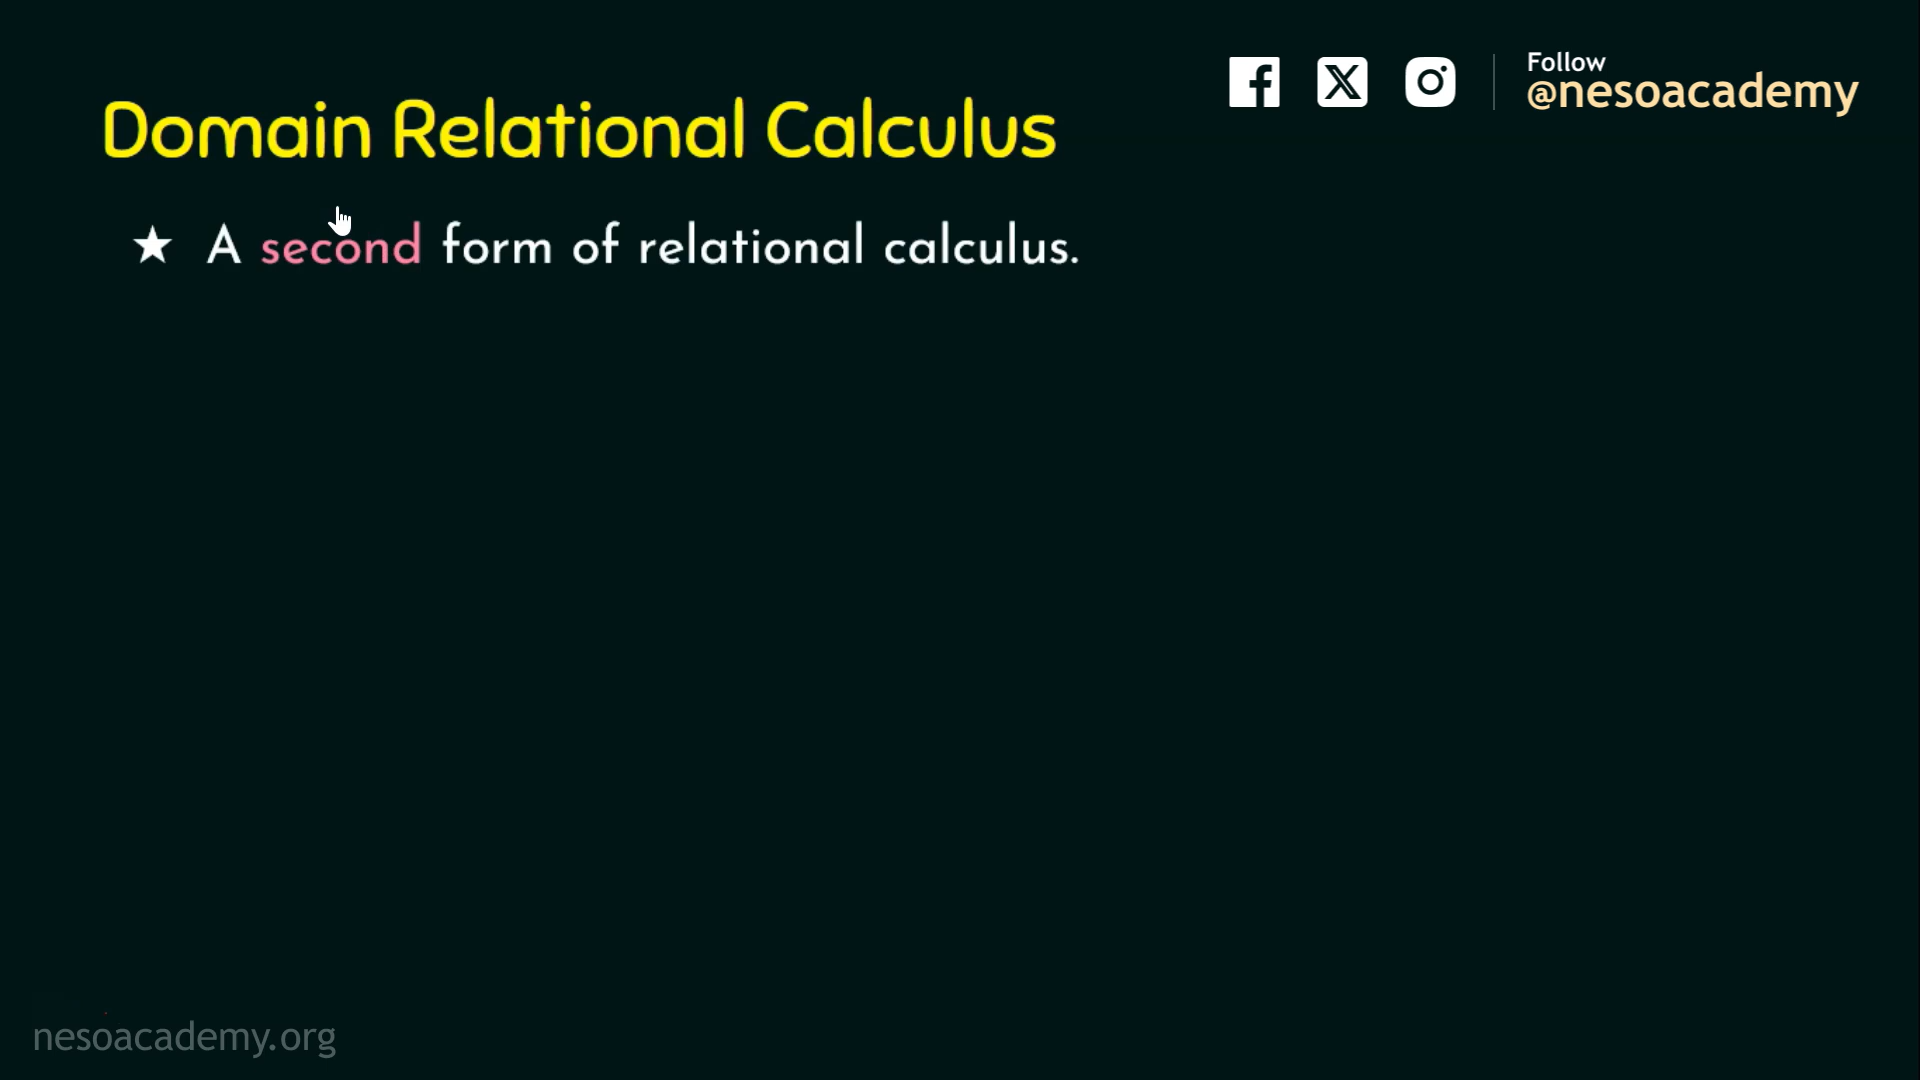 Follow
@nesoacademy
Domain Relational Calculus
★ A second form of relational calculus.
nesoacademy.org